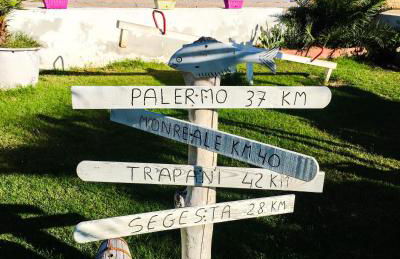 PALERMO 37 KM
MONREALE KM 40
TRAPANI 42 KM
SEGESTA 28 KM